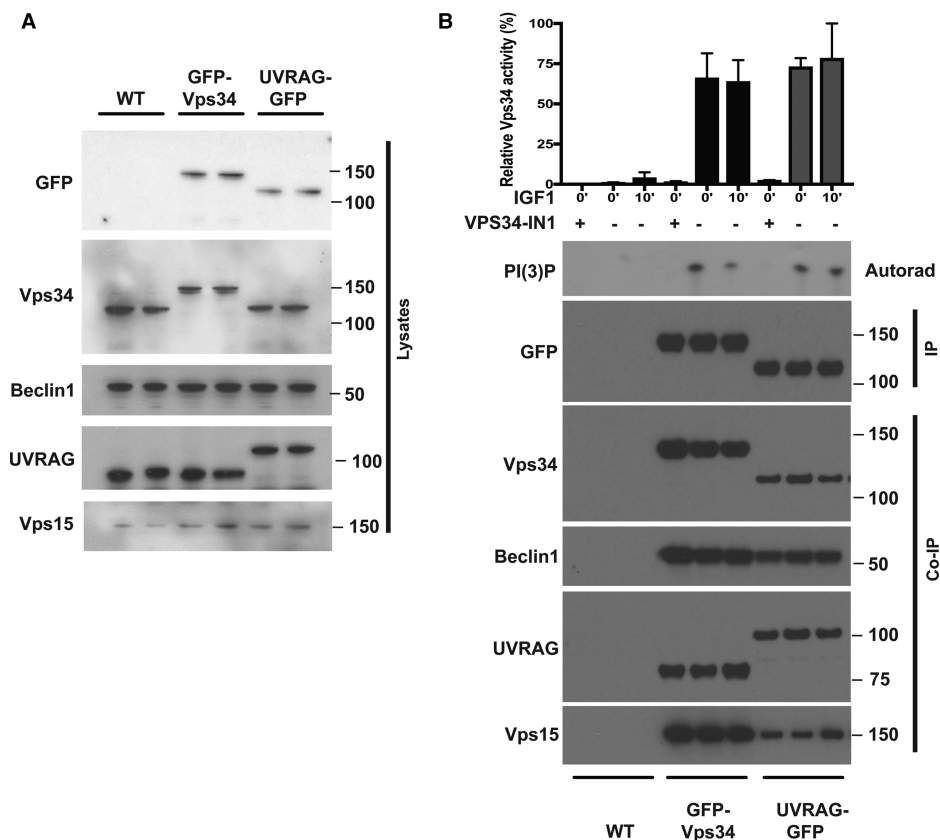 A
WT
GFP-
Vps34
UVRAG-
GFP
GFP
150
100
Vps34
150
100
Beclin1
50
UVRAG
100
Vps15
150
Lysates
B
Relative Vps34 activity (%)
100
75
50
25
0
IGF1 0' 0' 10' 0' 0' 10' 0' 0' 10'
VPS34-IN1 + - - + - - + - -
PI(3)P Autorad
GFP
150
100
IP
Vps34
150
100
Beclin1
50
UVRAG
100
75
Vps15
150
Co-IP
WT
GFP-
Vps34
UVRAG-
GFP